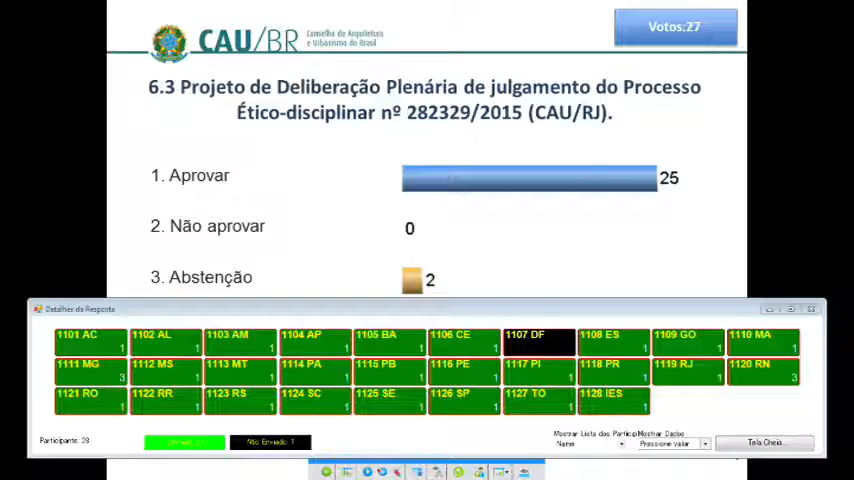 CAU/BR
Conselho de Arquitetura
e Urbanismo do Brasil
Votos:27
6.3 Projeto de Deliberação Plenária de julgamento do Processo
Ético-disciplinar nº 282329/2015 (CAU/RJ).
1. Aprovar 25
2. Não aprovar 0
3. Abstenção 2
Detalhes da Resposta
1101 AC 1 1102 AL 1 1103 AM 1 1104 AP 1 1105 BA 1 1106 CE 1 1107 DF 1108 ES 1 1109 GO 1 1110 MA 1
1111 MG 3 1112 MS 1 1113 MT 1 1114 PA 1 1115 PB 1 1116 PE 1 1117 PI 1 1118 PR 1 1119 RJ 1 1120 RN 3
1121 RO 1 1122 RR 1 1123 RS 1 1124 SC 1 1125 SE 1 1126 SP 1 1127 TO 1 1128 IES 1
Participante: 28
Não Enviado: 1
Mostrar Lista dos Particip Mostrar Dados
Name Pressione valor
Tela Cheia...